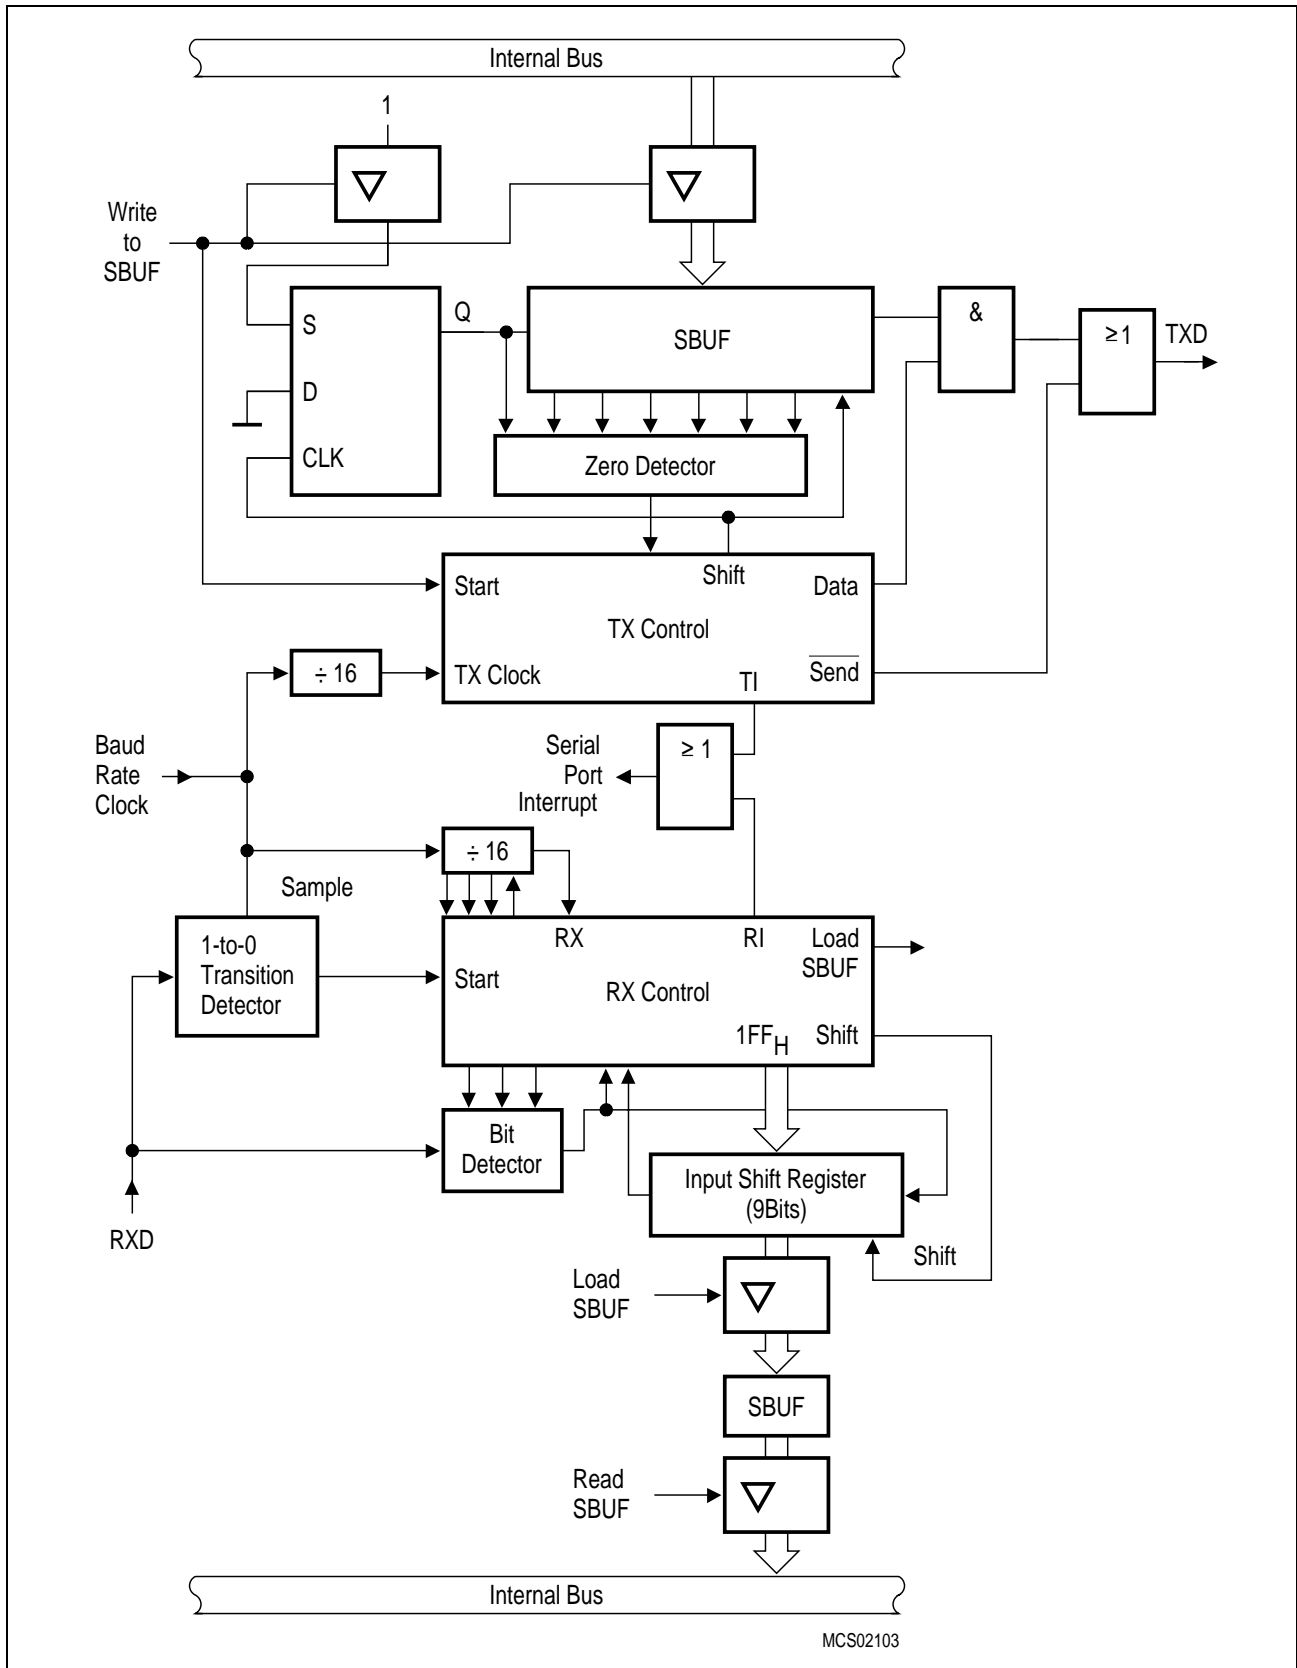 Internal Bus
1
Write
to
SBUF
S
Q
D
CLK
SBUF
&
≥ 1
TXD
Zero Detector
Start
Shift
Data
TX Control
÷ 16
TX Clock
TI
Send
Baud
Rate
Clock
Serial
Port
Interrupt
≥ 1
÷ 16
Sample
1-to-0
Transition
Detector
Start
RX
RI
Load
SBUF
RX Control
1FFH
Shift
Bit
Detector
Input Shift Register
(9Bits)
RXD
Shift
Load
SBUF
SBUF
Read
SBUF
Internal Bus
MCS02103